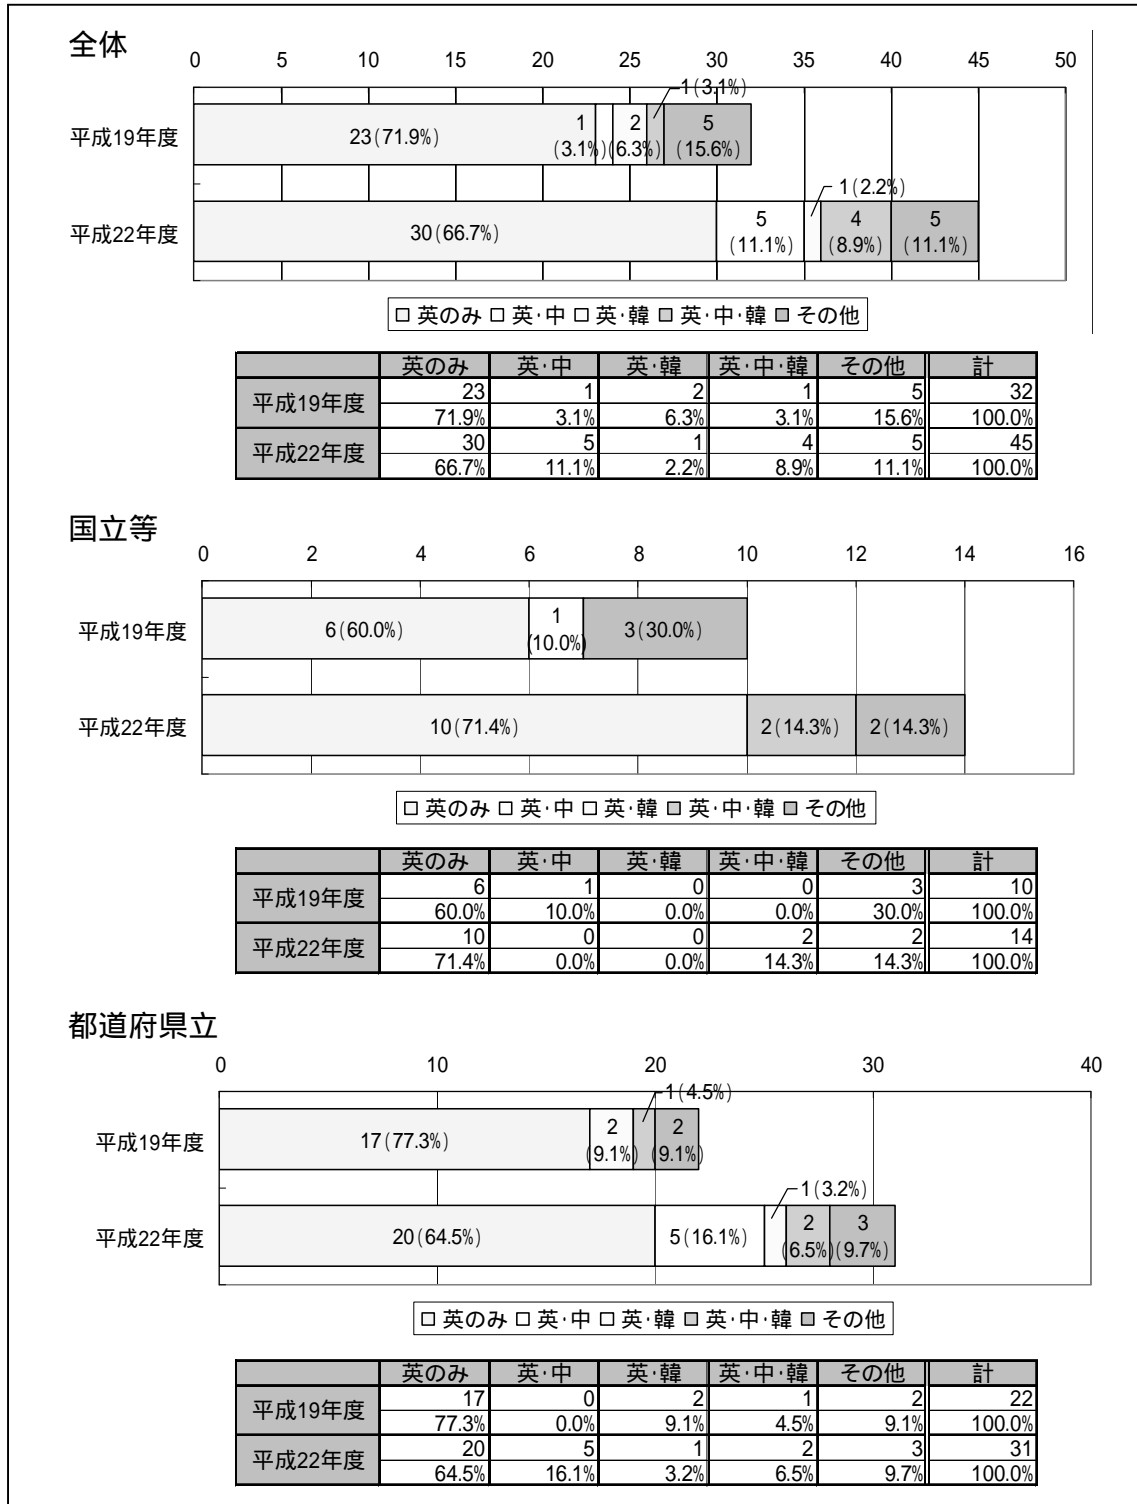 全体
0 5 10 15 20 25 30 35 40 45 50
1(3.1%)
平成19年度 23(71.9%) 1 (3.1%) 2 (6.3%) 5 (15.6%)
1(2.2%)
平成22年度 30(66.7%) 5 (11.1%) 4 (8.9%) 5 (11.1%)
英のみ 英・中 英・韓 英・中・韓 その他
英のみ 英・中 英・韓 英・中・韓 その他 計
平成19年度 23 1 2 1 5 32
71.9% 3.1% 6.3% 3.1% 15.6% 100.0%
平成22年度 30 5 1 4 5 45
66.7% 11.1% 2.2% 8.9% 11.1% 100.0%
国立等
0 2 4 6 8 10 12 14 16
平成19年度 6(60.0%) 1 (10.0%) 3(30.0%)
平成22年度 10(71.4%) 2(14.3%) 2(14.3%)
英のみ 英・中 英・韓 英・中・韓 その他
英のみ 英・中 英・韓 英・中・韓 その他 計
平成19年度 6 1 0 0 3 10
60.0% 10.0% 0.0% 0.0% 30.0% 100.0%
平成22年度 10 0 0 2 2 14
71.4% 0.0% 0.0% 14.3% 14.3% 100.0%
都道府県立
0 10 20 30 40
1(4.5%)
平成19年度 17(77.3%) 2 (9.1%) 2 (9.1%)
1(3.2%)
平成22年度 20(64.5%) 5(16.1%) 2 (6.5%) 3 (9.7%)
英のみ 英・中 英・韓 英・中・韓 その他
英のみ 英・中 英・韓 英・中・韓 その他 計
平成19年度 17 0 2 1 2 22
77.3% 0.0% 9.1% 4.5% 9.1% 100.0%
平成22年度 20 5 1 2 3 31
64.5% 16.1% 3.2% 6.5% 9.7% 100.0%